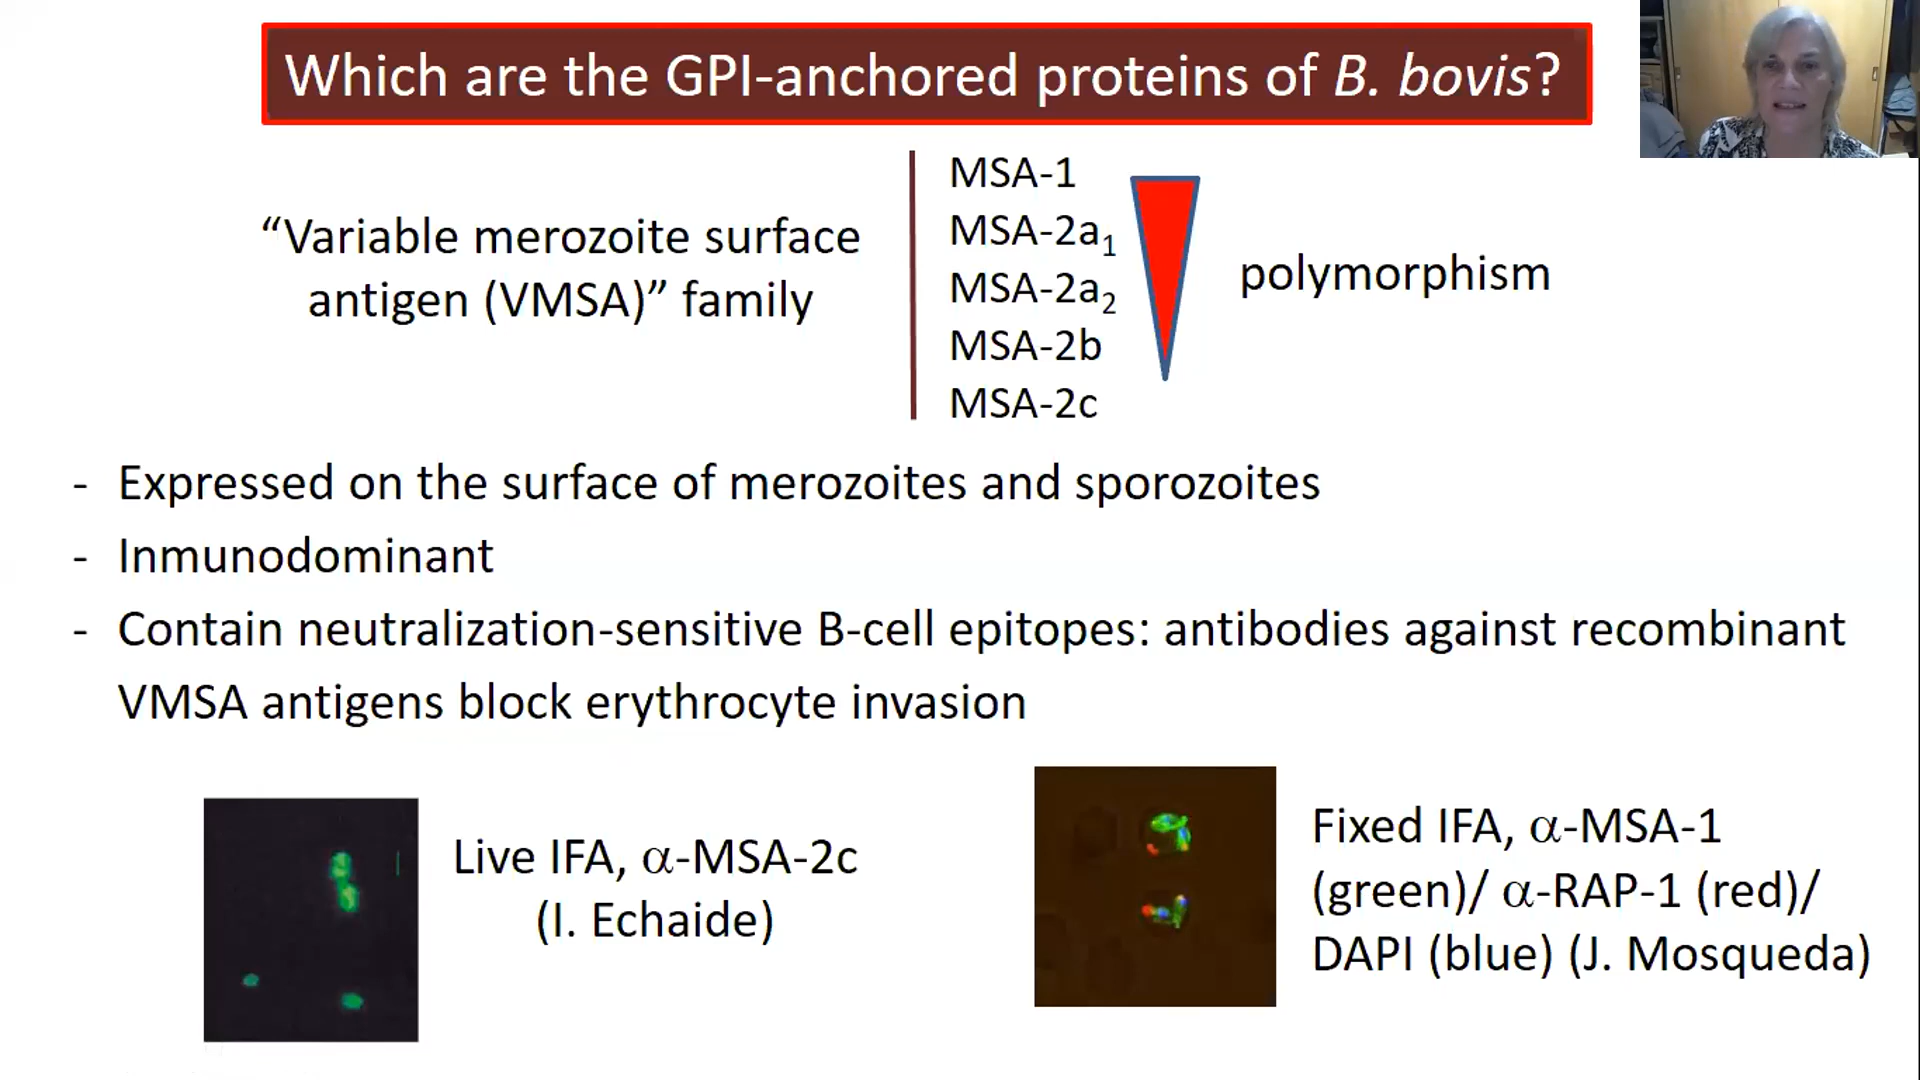 Which are the GPI-anchored proteins of B. bovis?
“Variable merozoite surface
antigen (VMSA)” family
MSA-1
MSA-2a₁
MSA-2a₂
MSA-2b
MSA-2c
polymorphism
- Expressed on the surface of merozoites and sporozoites
- Inmunodominant
- Contain neutralization-sensitive B-cell epitopes: antibodies against recombinant
VMSA antigens block erythrocyte invasion
Live IFA, α-MSA-2c
(I. Echaide)
Fixed IFA, α-MSA-1
(green)/ α-RAP-1 (red)/
DAPI (blue) (J. Mosqueda)